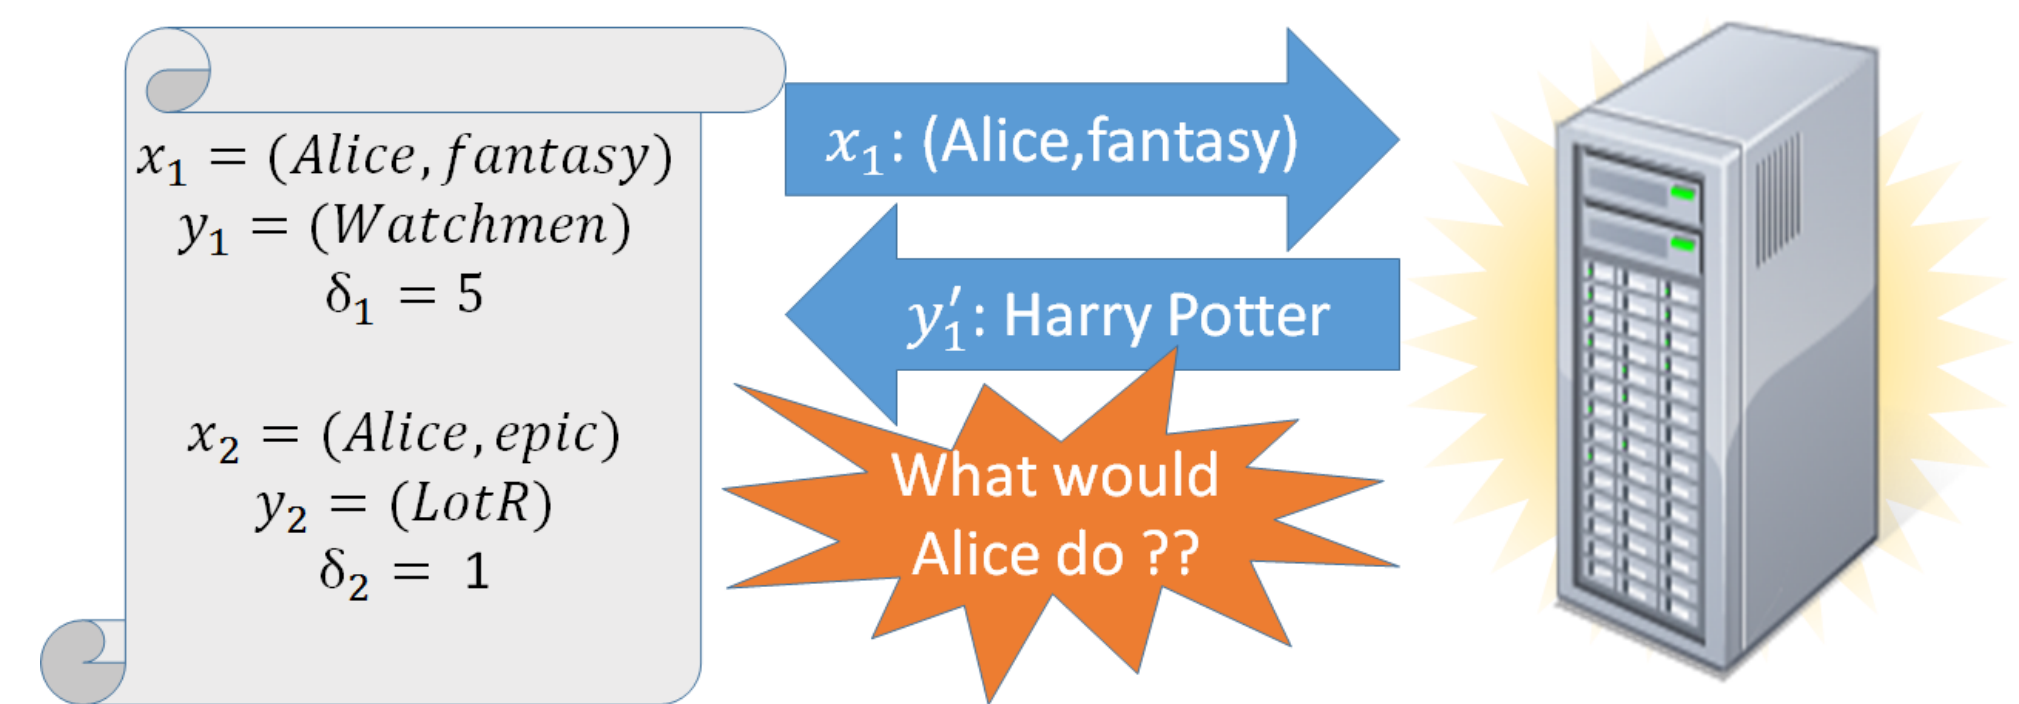 x₁ = (Alice, fantasy)
y₁ = (Watchmen)
δ₁ = 5
x₂ = (Alice, epic)
y₂ = (LotR)
δ₂ = 1
x₁: (Alice,fantasy)
y₁′: Harry Potter
What would
Alice do ??